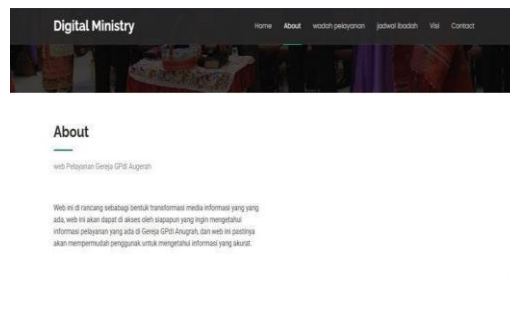 Digital Ministry
Home About wadah pelayanan jadwal ibadah Visi Contact
About
web Pelayanan Gereja GPdI Augerah
Web ini di rancang sebabagi bentuk transformasi media informasi yang yang
ada, web ini akan dapat di akses oleh siapapun yang ingin mengetahui
informasi pelayanan yang ada di Gereja GPdI Anugrah, dan web ini pastinya
akan mempermudah penggunak untuk mengetahui informasi yang akurat.